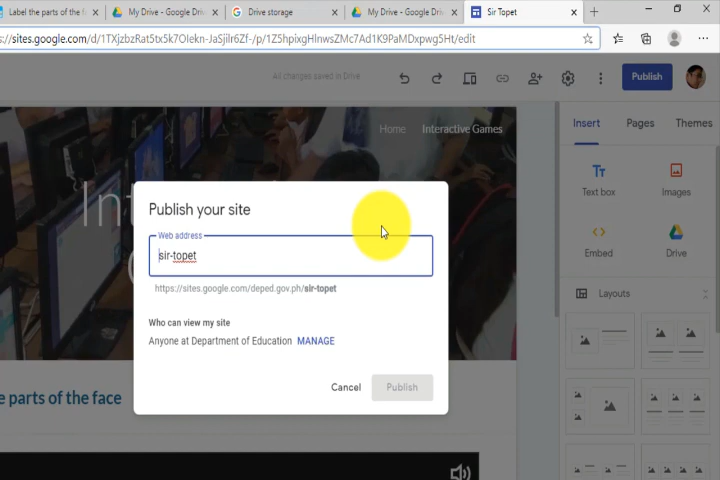 Label the parts of the f
My Drive - Google Driv
Drive storage
My Drive - Google Driv
Sir Topet
s://sites.google.com/d/1TXjzbzRat5tx5k7OIekn-JaSjiIr6Zf-/p/1Z5hpixgHlnwsZMc7Ad1K9PaMDxpwg5Ht/edit
All changes saved in Drive
Publish
Home
Interactive Games
Insert
Pages
Themes
Int
Publish your site
Text box
Images
Web address
sir-topet
Embed
Drive
https://sites.google.com/deped.gov.ph/sir-topet
Layouts
Who can view my site
Anyone at Department of Education MANAGE
Cancel
Publish
e parts of the face